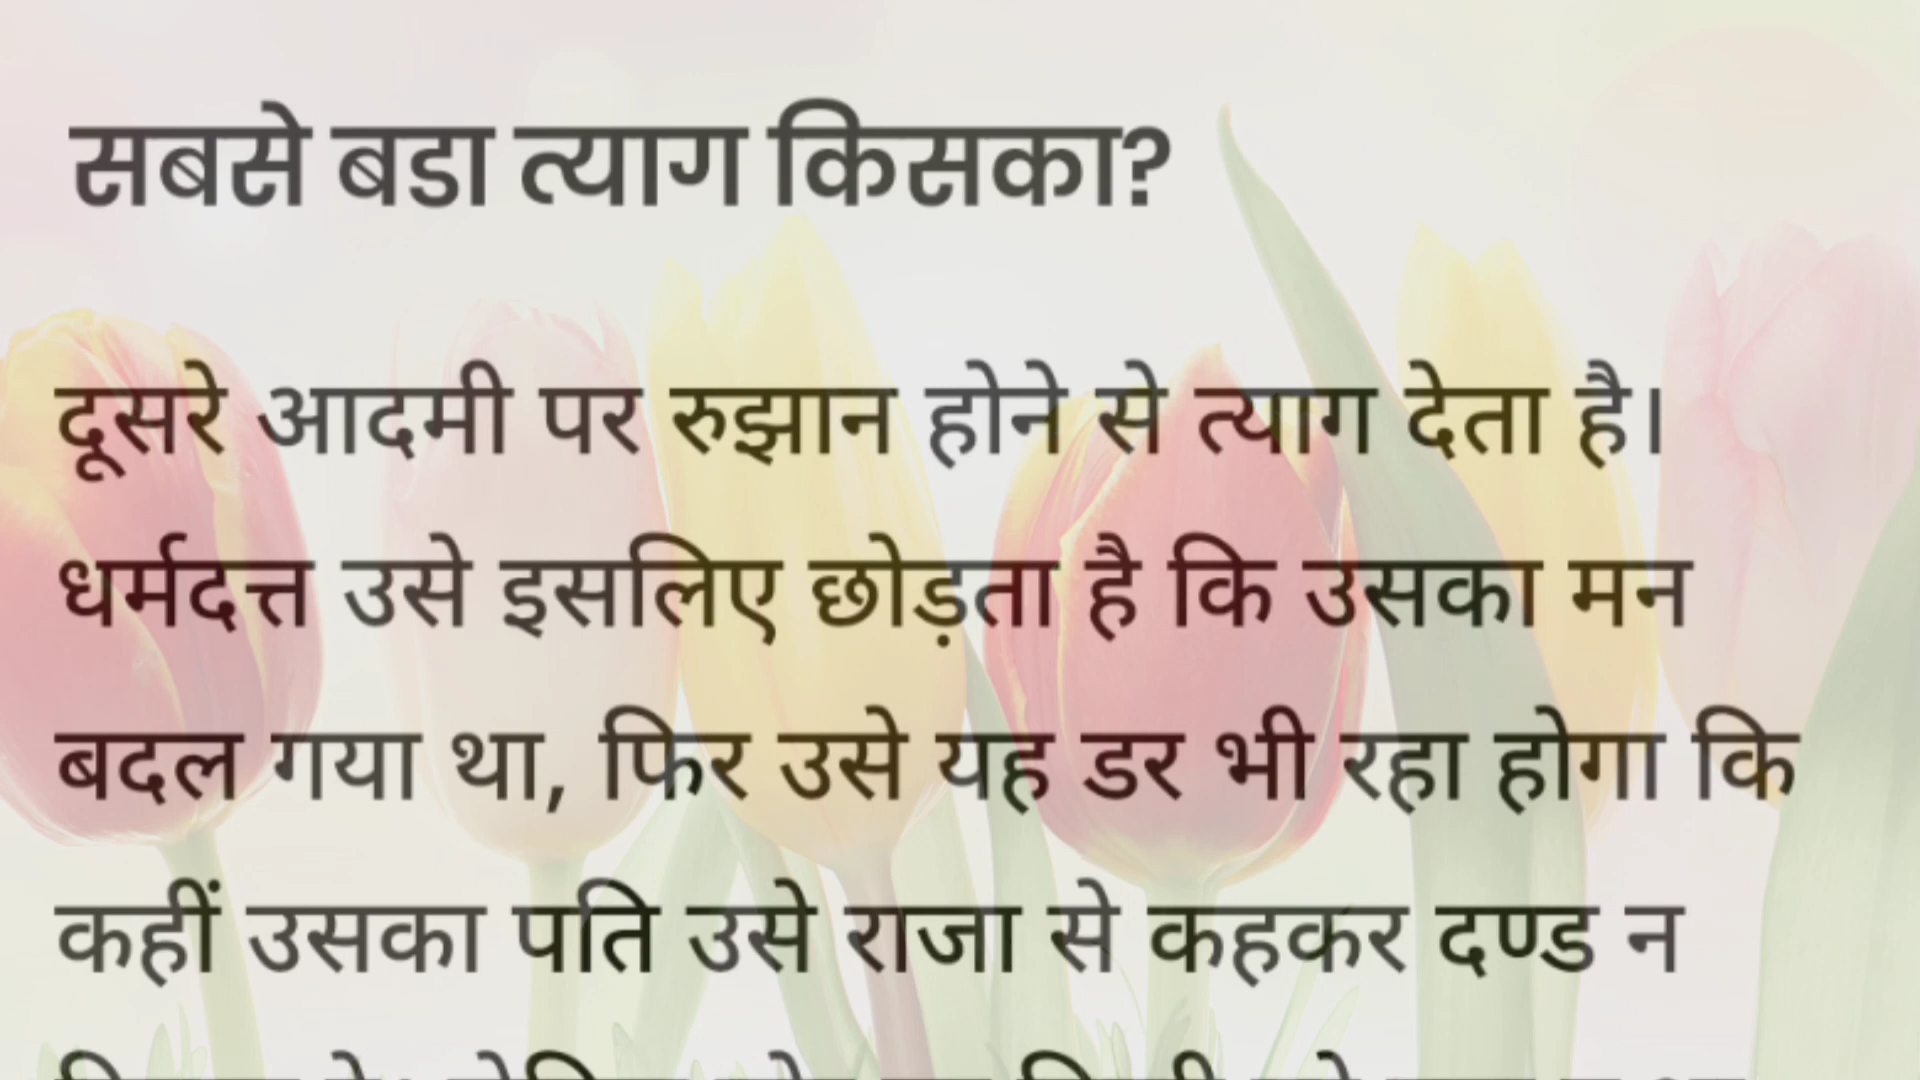 सबसे बडा त्याग किसका?
दूसरे आदमी पर रुझान होने से त्याग देता है।
धर्मदत्त उसे इसलिए छोड़ता है कि उसका मन
बदल गया था, फिर उसे यह डर भी रहा होगा कि
कहीं उसका पति उसे राजा से कहकर दण्ड न